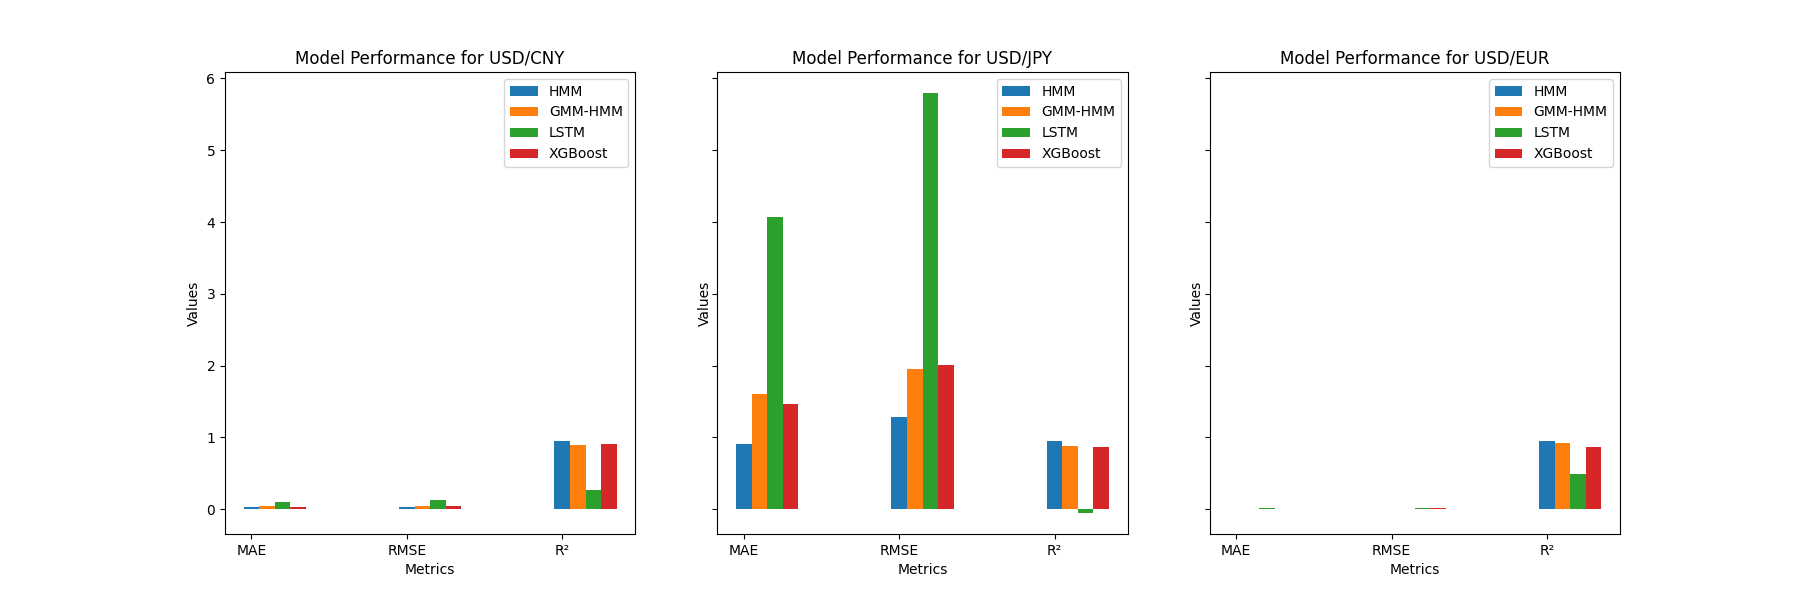 Model Performance for USD/CNY
6
5
4
3
2
1
0
Values
HMM
GMM-HMM
LSTM
XGBoost
MAE
RMSE
R²
Metrics
Model Performance for USD/JPY
Values
HMM
GMM-HMM
LSTM
XGBoost
MAE
RMSE
R²
Metrics
Model Performance for USD/EUR
Values
HMM
GMM-HMM
LSTM
XGBoost
MAE
RMSE
R²
Metrics